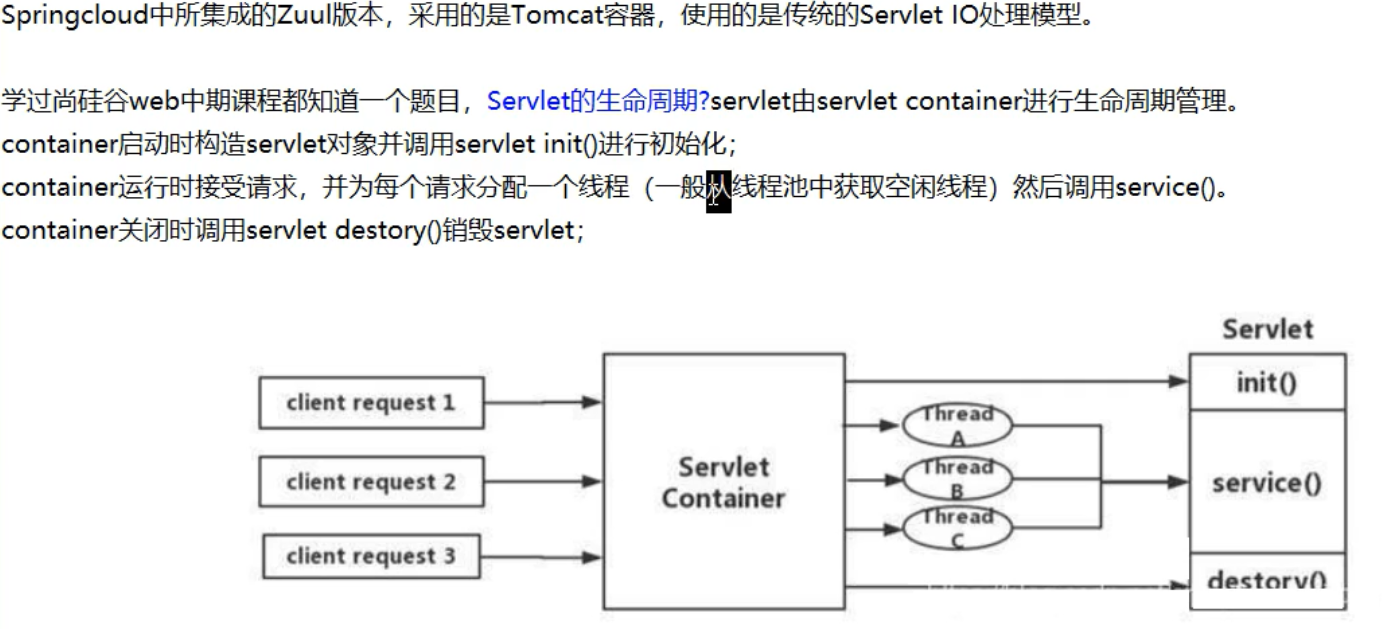 Springcloud中所集成的Zuul版本，采用的是Tomcat容器，使用的是传统的Servlet IO处理模型。
学过尚硅谷web中期课程都知道一个题目，Servlet的生命周期?servlet由servlet container进行生命周期管理。
container启动时构造servlet对象并调用servlet init()进行初始化；
container运行时接受请求，并为每个请求分配一个线程（一般从线程池中获取空闲线程）然后调用service()。
container关闭时调用servlet destory()销毁servlet；
Servlet
client request 1
client request 2
client request 3
Servlet
Container
Thread
A
Thread
B
Thread
C
init()
service()
destory()